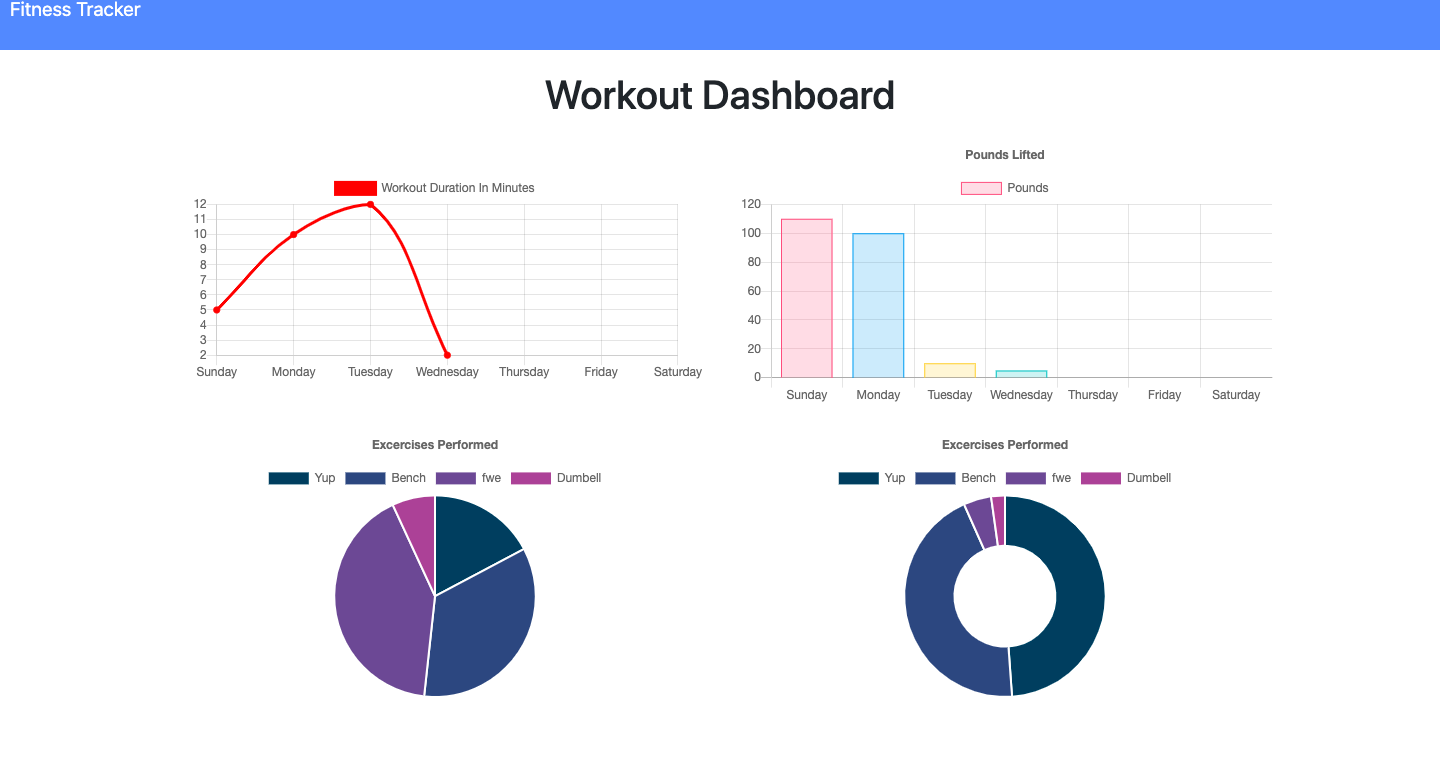 Fitness Tracker
Workout Dashboard
Workout Duration In Minutes
12
11
10
9
8
7
6
5
4
3
2
Sunday Monday Tuesday Wednesday Thursday Friday Saturday
Pounds Lifted
Pounds
120
100
80
60
40
20
0
Sunday Monday Tuesday Wednesday Thursday Friday Saturday
Excercises Performed
Yup Bench fwe Dumbell
Excercises Performed
Yup Bench fwe Dumbell